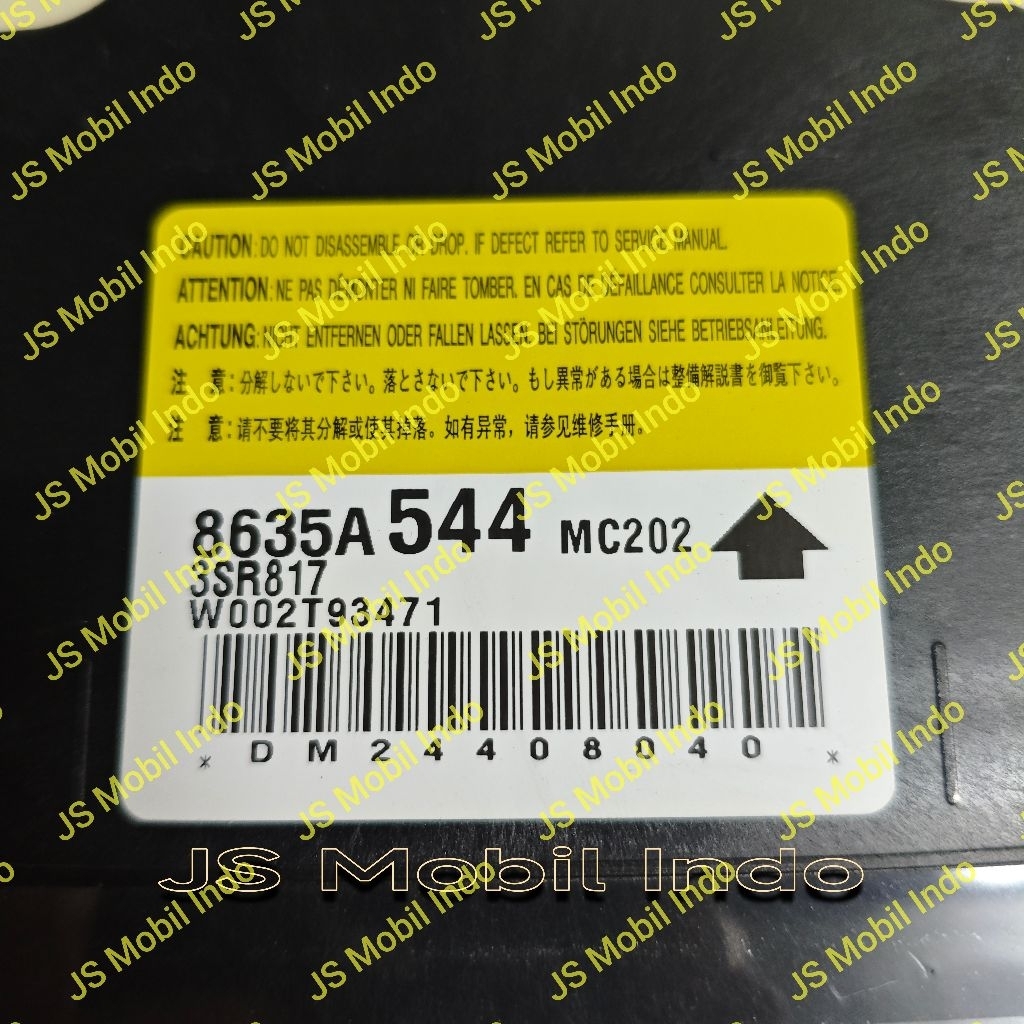 CAUTION: DO NOT DISASSEMBLE OR DROP. IF DEFECT REFER TO SERVICE MANUAL.
ATTENTION: NE PAS DÉMONTER NI FAIRE TOMBER. EN CAS DE DÉFAILLANCE CONSULTER LA NOTICE.
ACHTUNG: NICHT ENTFERNEN ODER FALLEN LASSEN. BEI STÖRUNGEN SIEHE BETRIEBSANLEITUNG.
注 意:分解しないで下さい。落とさないで下さい。もし異常がある場合は整備解説書を御覧下さい。
注 意:请不要将其分解或使其掉落。如有异常,请参见维修手册。
8635A 544 MC202
3SR817
W002T93471
* DM24408040 *
JS Mobil Indo